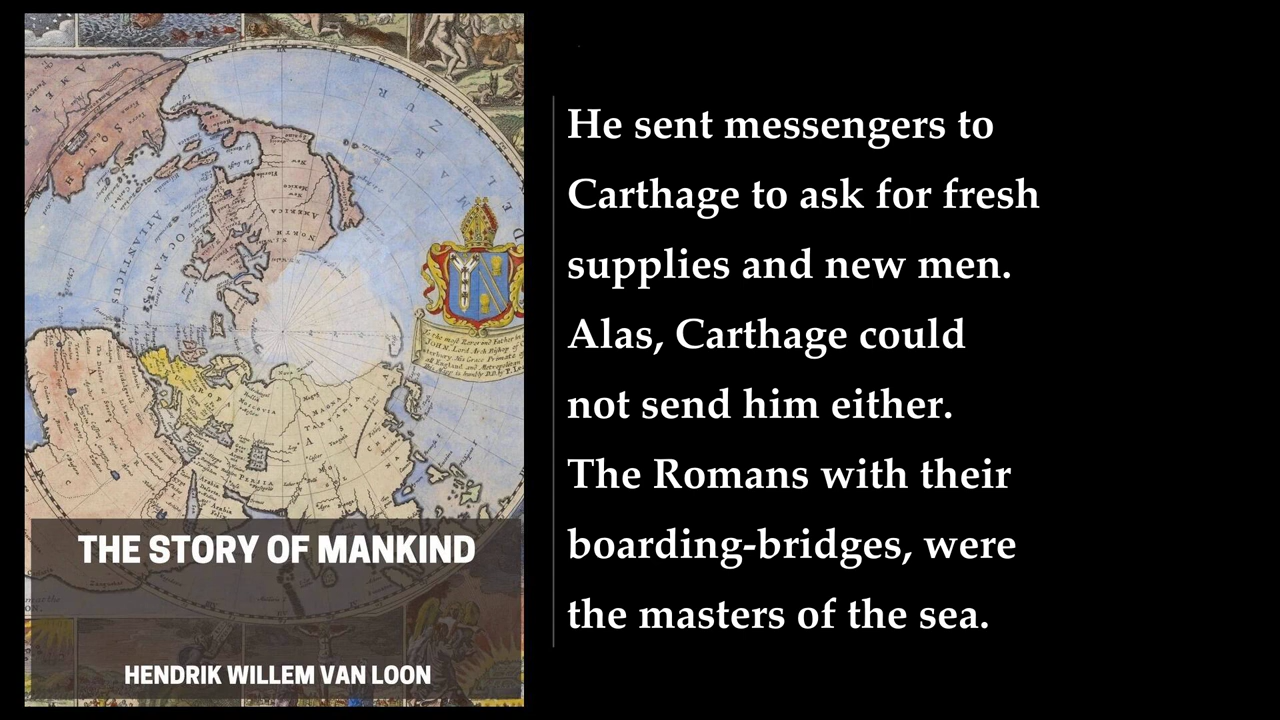 THE STORY OF MANKIND
HENDRIK WILLEM VAN LOON
He sent messengers to
Carthage to ask for fresh
supplies and new men.
Alas, Carthage could
not send him either.
The Romans with their
boarding-bridges, were
the masters of the sea.